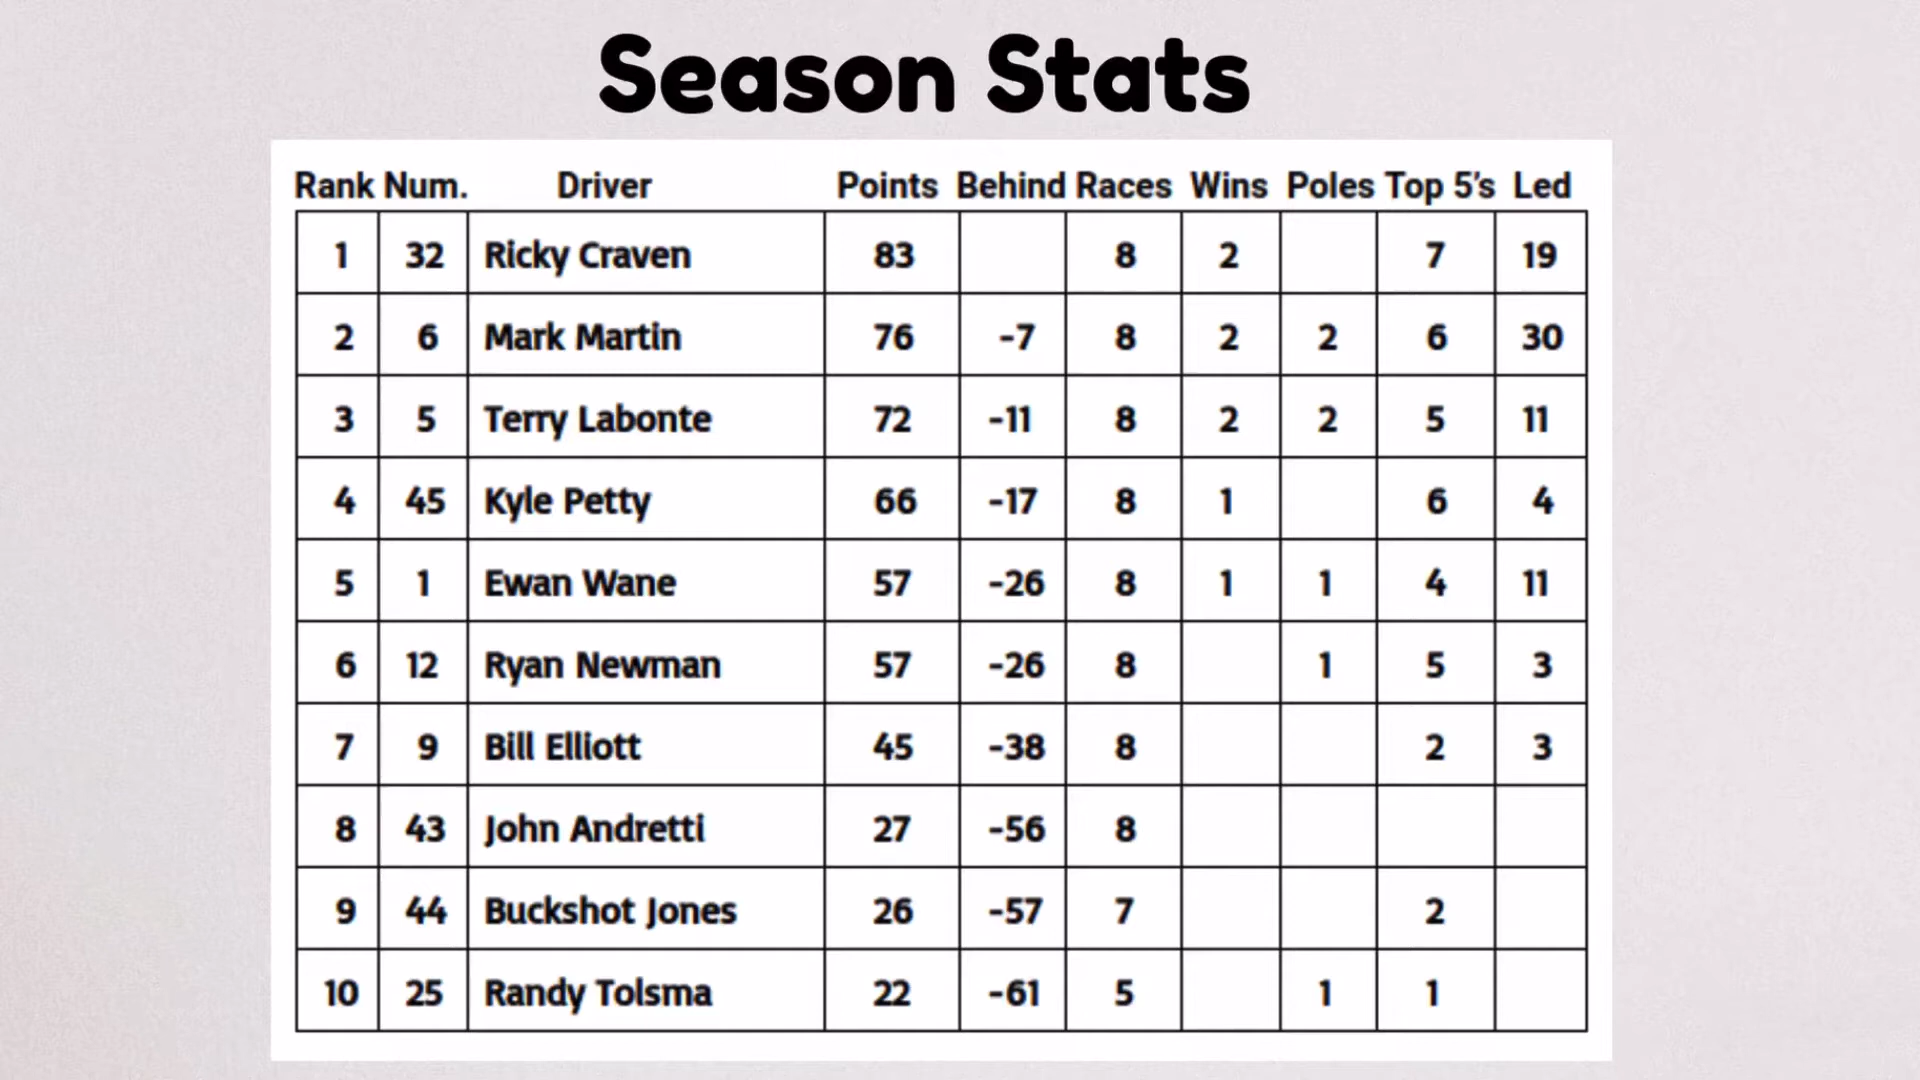 Season Stats
Rank Num. Driver Points Behind Races Wins Poles Top 5's Led
1 32 Ricky Craven 83 8 2 7 19
2 6 Mark Martin 76 -7 8 2 2 6 30
3 5 Terry Labonte 72 -11 8 2 2 5 11
4 45 Kyle Petty 66 -17 8 1 6 4
5 1 Ewan Wane 57 -26 8 1 1 4 11
6 12 Ryan Newman 57 -26 8 1 5 3
7 9 Bill Elliott 45 -38 8 2 3
8 43 John Andretti 27 -56 8
9 44 Buckshot Jones 26 -57 7 2
10 25 Randy Tolsma 22 -61 5 1 1